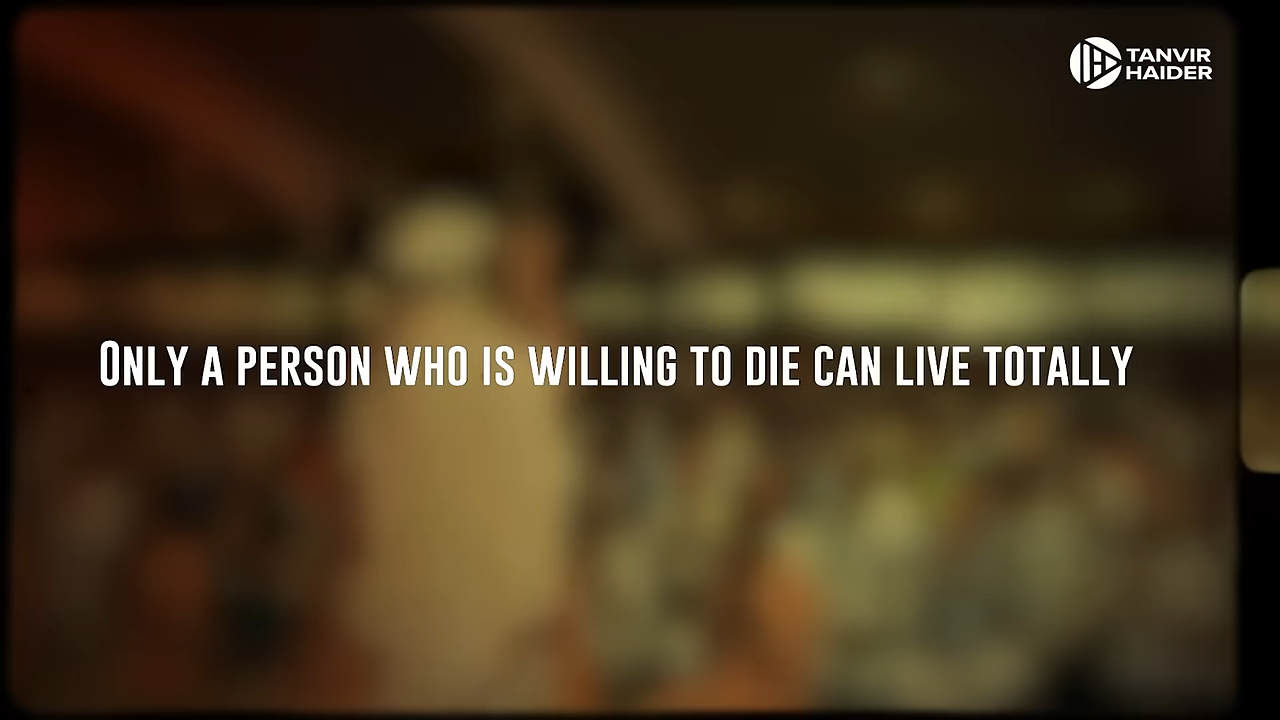 TANVIR
HAIDER
ONLY A PERSON WHO IS WILLING TO DIE CAN LIVE TOTALLY